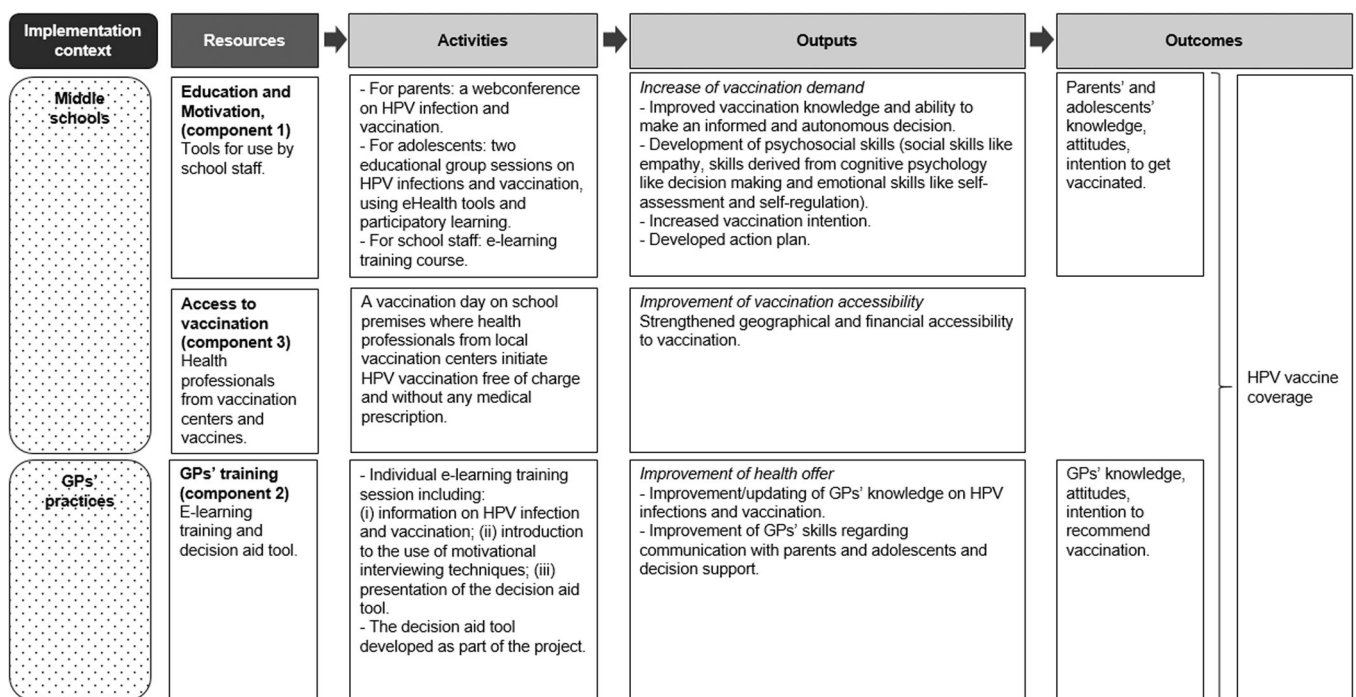 Implementation
context
Resources
Activities
Outputs
Outcomes
Middle
schools
Education and
Motivation,
(component 1)
Tools for use by
school staff.
- For parents: a webconference
on HPV infection and
vaccination.
- For adolescents: two
educational group sessions on
HPV infections and vaccination,
using eHealth tools and
participatory learning.
- For school staff: e-learning
training course.
Increase of vaccination demand
- Improved vaccination knowledge and ability to
make an informed and autonomous decision.
- Development of psychosocial skills (social skills like
empathy, skills derived from cognitive psychology
like decision making and emotional skills like self-
assessment and self-regulation).
- Increased vaccination intention.
- Developed action plan.
Parents’ and
adolescents’
knowledge,
attitudes,
intention to get
vaccinated.
Access to
vaccination
(component 3)
Health
professionals
from vaccination
centers and
vaccines.
A vaccination day on school
premises where health
professionals from local
vaccination centers initiate
HPV vaccination free of charge
and without any medical
prescription.
Improvement of vaccination accessibility
Strengthened geographical and financial accessibility
to vaccination.
HPV vaccine
coverage
GPs’
practices
GPs’ training
(component 2)
E-learning
training and
decision aid tool.
- Individual e-learning training
session including:
(i) information on HPV infection
and vaccination; (ii) introduction
to the use of motivational
interviewing techniques; (iii)
presentation of the decision aid
tool.
- The decision aid tool
developed as part of the project.
Improvement of health offer
- Improvement/updating of GPs’ knowledge on HPV
infections and vaccination.
- Improvement of GPs’ skills regarding
communication with parents and adolescents and
decision support.
GPs’ knowledge,
attitudes,
intention to
recommend
vaccination.